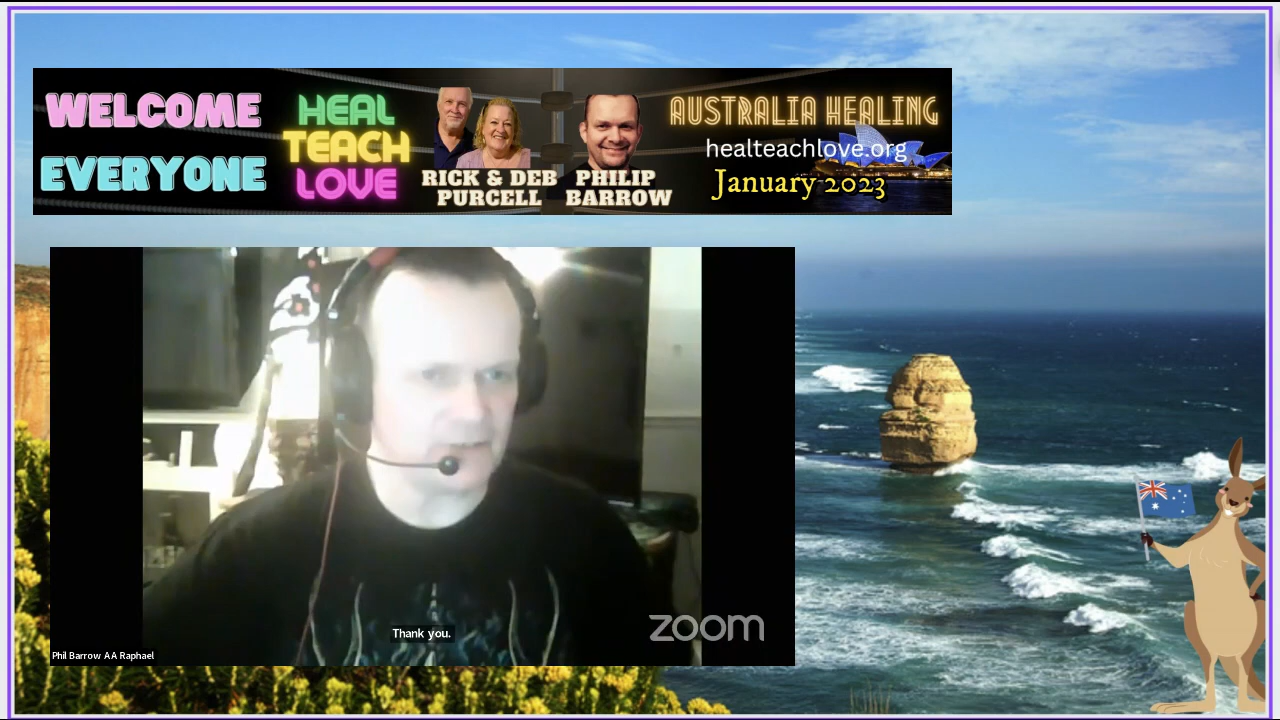 WELCOME
EVERYONE
HEAL
TEACH
LOVE
RICK & DEB
PURCELL
PHILIP
BARROW
AUSTRALIA HEALING
healteachlove.org
January 2023
Thank you.
zoom
Phil Barrow AA Raphael